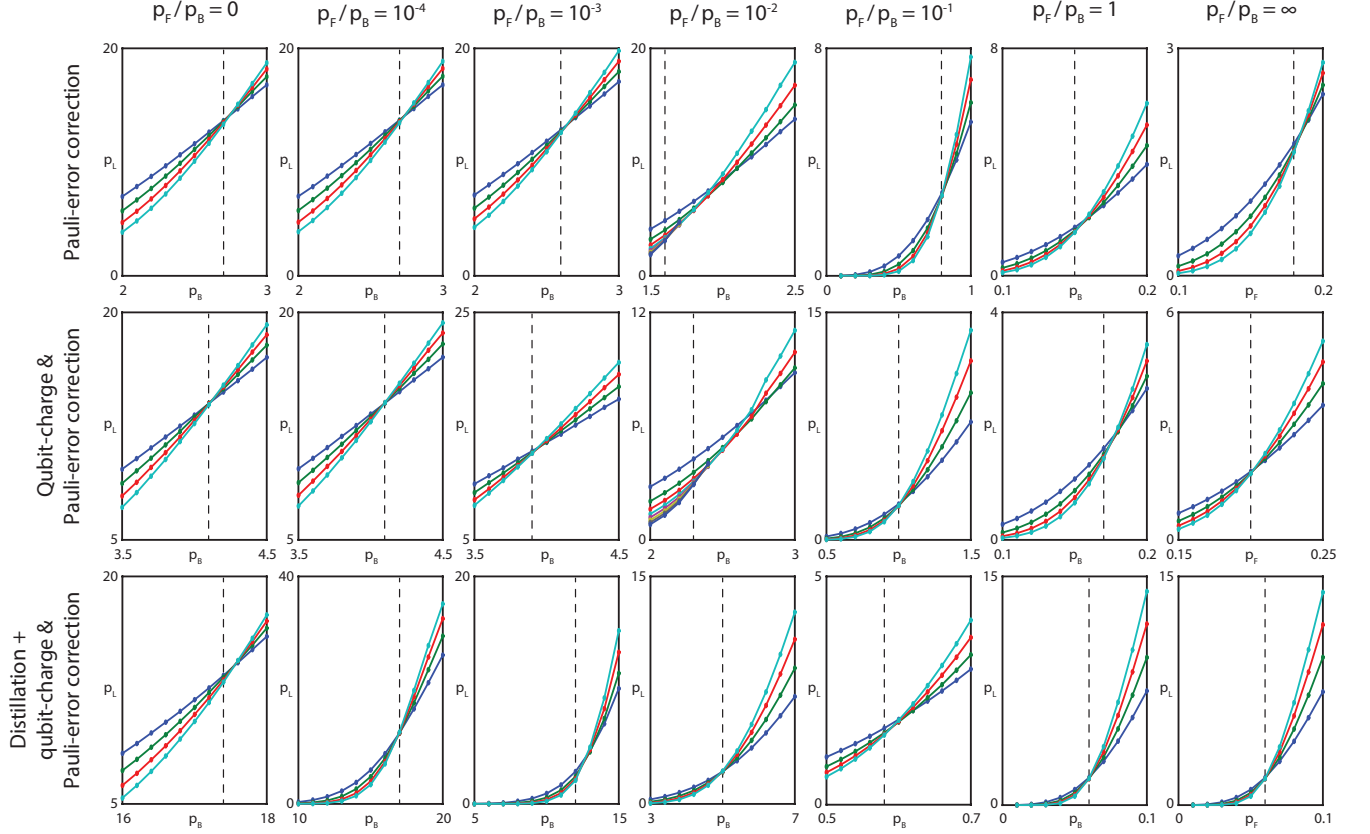 p_F / p_B = 0 p_F / p_B = 10^-4 p_F / p_B = 10^-3 p_F / p_B = 10^-2 p_F / p_B = 10^-1 p_F / p_B = 1 p_F / p_B = ∞
Pauli-error correction
20 20 20 20 8 8 3
p_L p_L p_L p_L p_L p_L p_L
0 0 0 0 0 0 0
2 p_B 3 2 p_B 3 2 p_B 3 1.5 p_B 2.5 0 p_B 1 0.1 p_B 0.2 0.1 p_F 0.2
Qubit-charge &
Pauli-error correction
20 20 25 12 15 4 6
p_L p_L p_L p_L p_L p_L p_L
5 5 5 0 0 0 0
3.5 p_B 4.5 3.5 p_B 4.5 3.5 p_B 4.5 2 p_B 3 0.5 p_B 1.5 0.1 p_B 0.2 0.15 p_F 0.25
Distillation +
qubit-charge &
Pauli-error correction
20 40 20 15 5 15 15
p_L p_L p_L p_L p_L p_L p_L
5 0 0 0 0 0 0
16 p_B 18 10 p_B 20 5 p_B 15 3 p_B 7 0.5 p_B 0.7 0 p_B 0.1 0 p_F 0.1